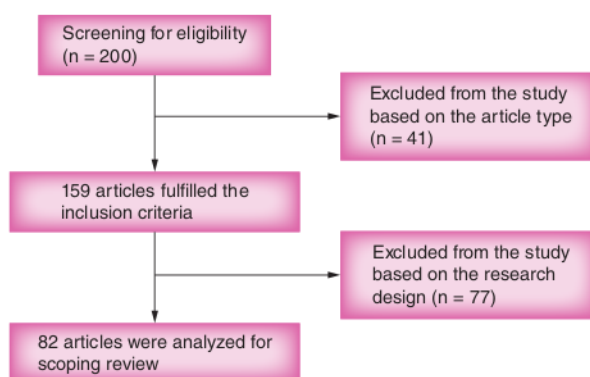 Screening for eligibility
(n = 200)
Excluded from the study
based on the article type
(n = 41)
159 articles fulfilled the
inclusion criteria
Excluded from the study
based on the research
design (n = 77)
82 articles were analyzed for
scoping review